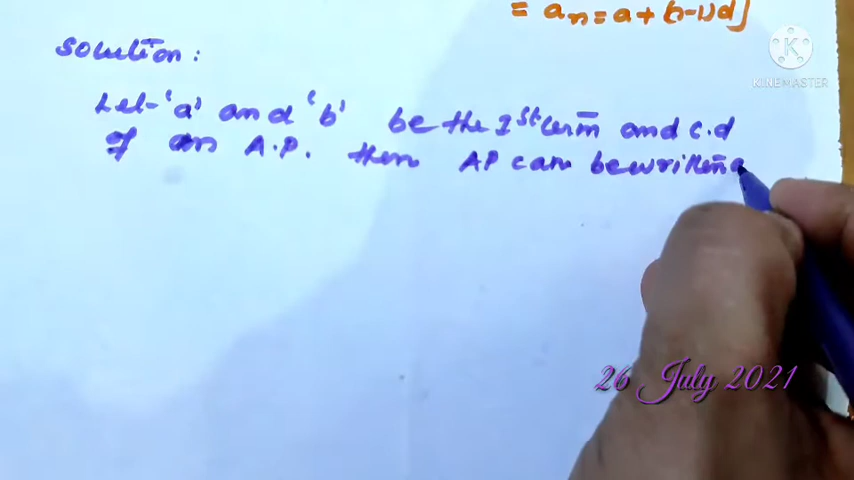 = an = a + (n-1)d]
KINEMASTER
Solution:
Let 'a' and 'b' be the 1st term and c.d
of an A.P. then AP can be written a
26 July 2021